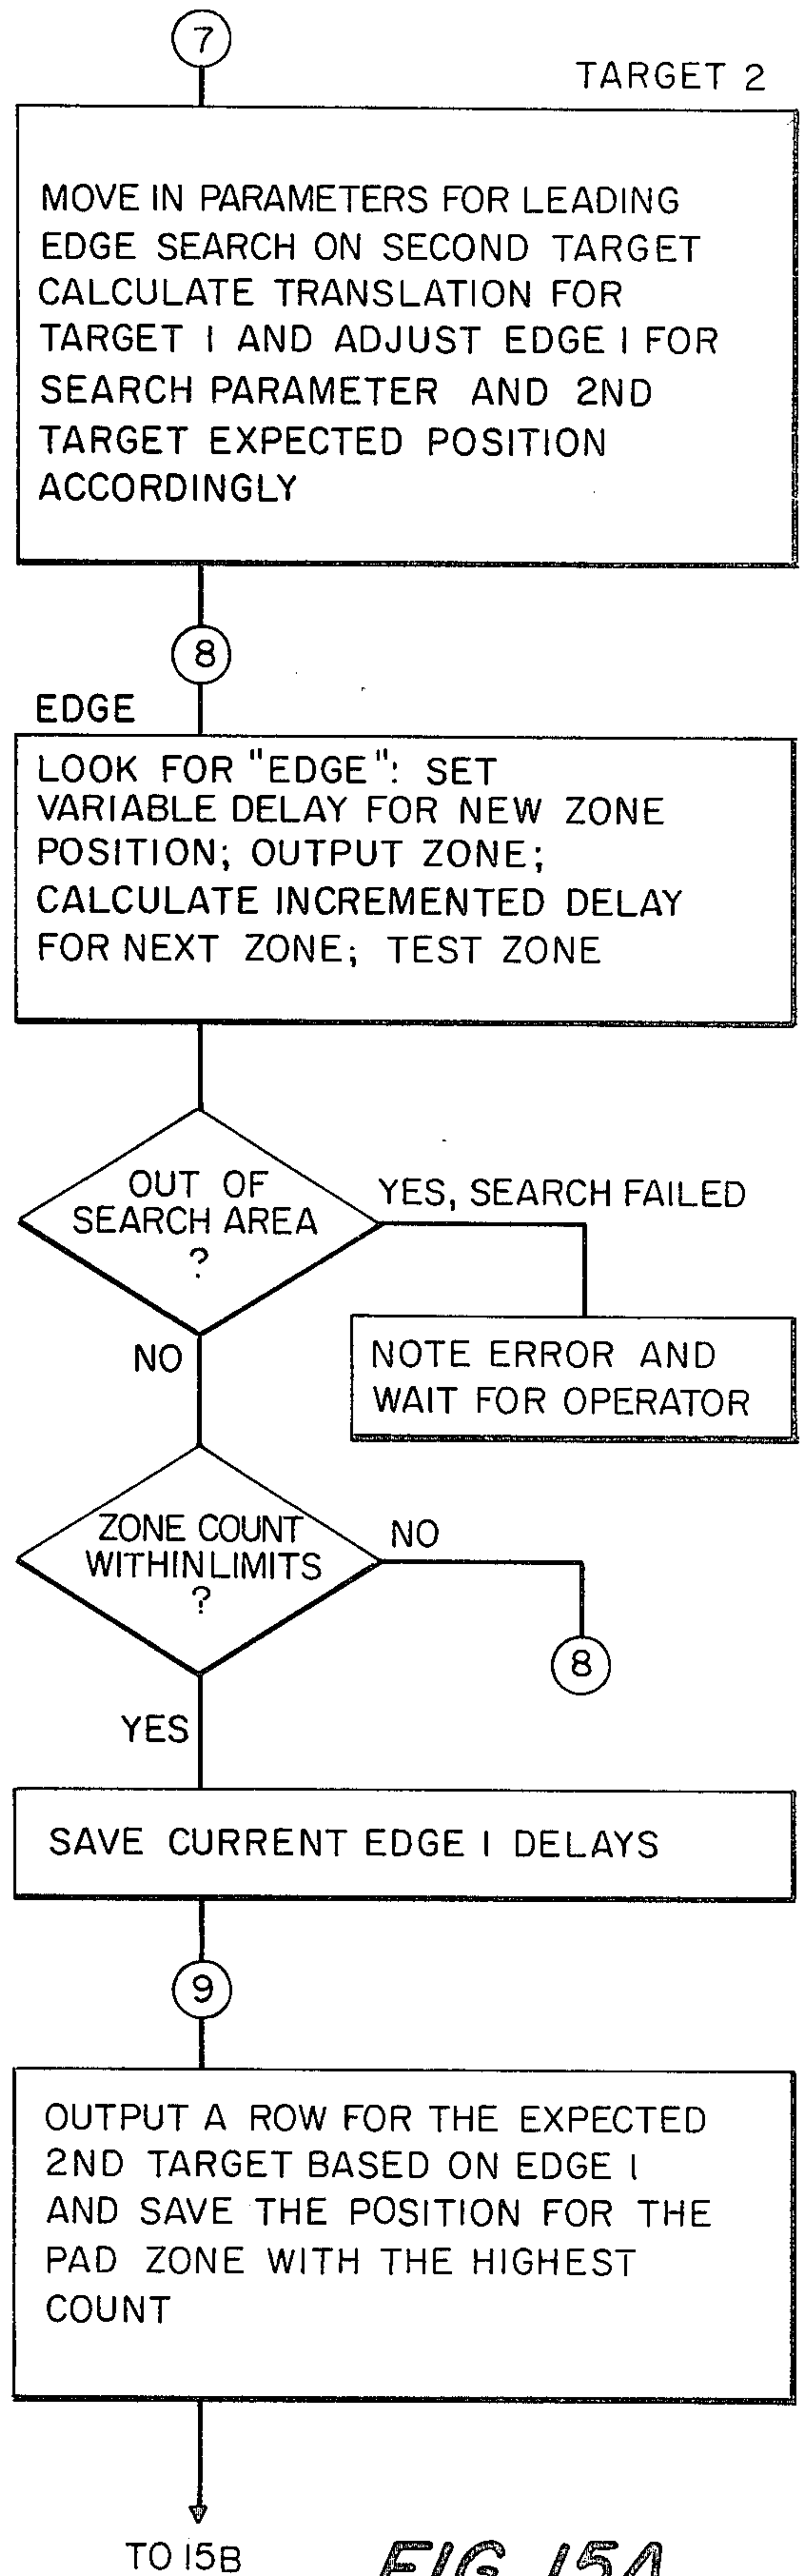 7
TARGET 2
MOVE IN PARAMETERS FOR LEADING
EDGE SEARCH ON SECOND TARGET
CALCULATE TRANSLATION FOR
TARGET 1 AND ADJUST EDGE 1 FOR
SEARCH PARAMETER AND 2ND
TARGET EXPECTED POSITION
ACCORDINGLY
8
EDGE
LOOK FOR "EDGE": SET
VARIABLE DELAY FOR NEW ZONE
POSITION; OUTPUT ZONE;
CALCULATE INCREMENTED DELAY
FOR NEXT ZONE; TEST ZONE
OUT OF
SEARCH AREA
?
YES, SEARCH FAILED
NOTE ERROR AND
WAIT FOR OPERATOR
NO
ZONE COUNT
WITHIN LIMITS
?
NO
8
YES
SAVE CURRENT EDGE 1 DELAYS
9
OUTPUT A ROW FOR THE EXPECTED
2ND TARGET BASED ON EDGE 1
AND SAVE THE POSITION FOR THE
PAD ZONE WITH THE HIGHEST
COUNT
TO 15B
FIG. 15A